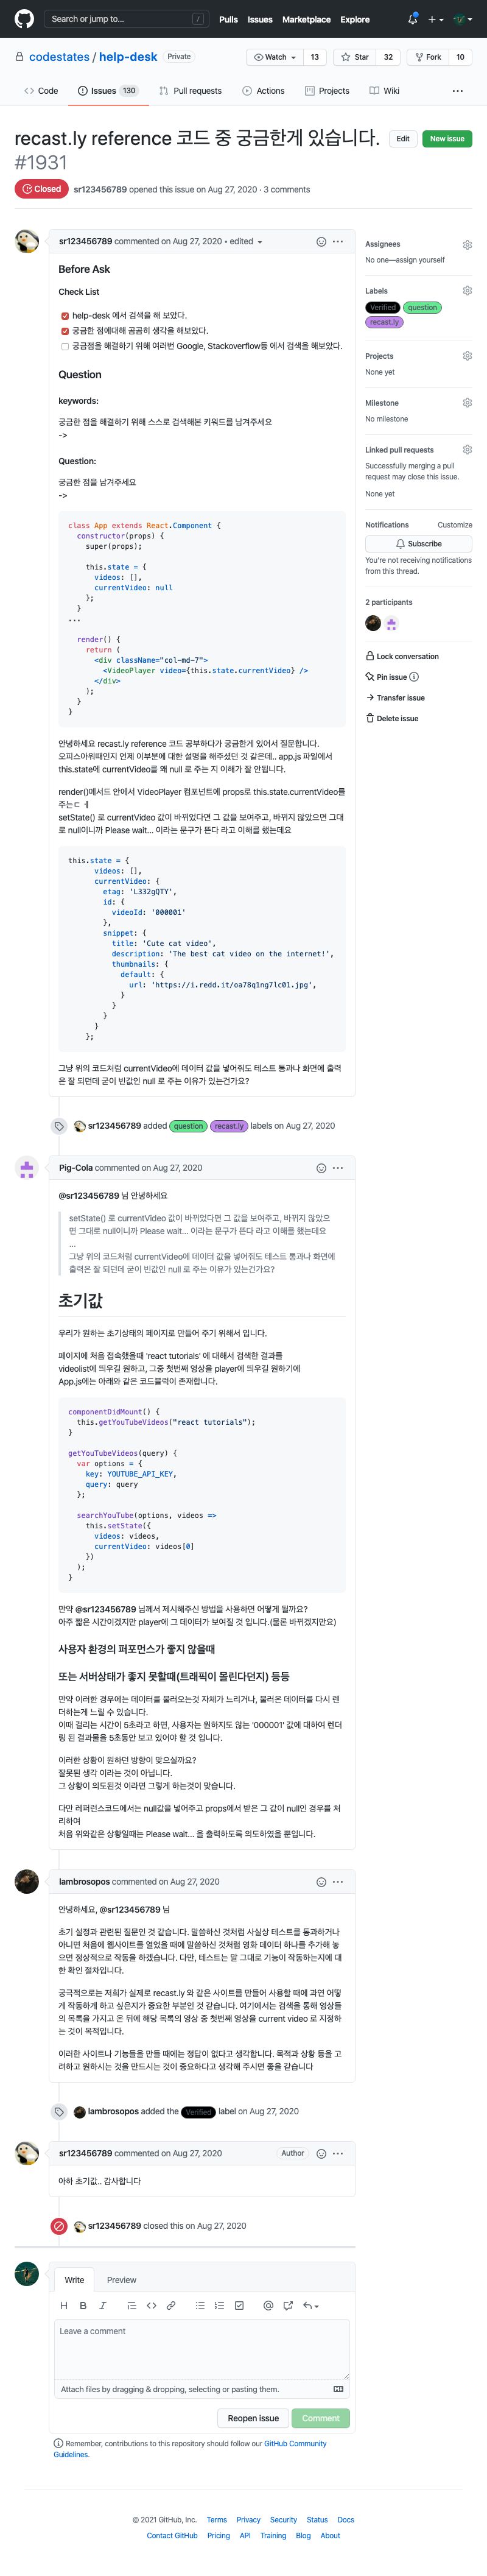 Search or jump to...
/
Pulls Issues Marketplace Explore
codestates / help-desk Private
Watch 13 Star 32 Fork 10
Code Issues 130 Pull requests Actions Projects Wiki
recast.ly reference 코드 중 궁금한게 있습니다.
#1931
Edit New issue
Closed sr123456789 opened this issue on Aug 27, 2020 · 3 comments
sr123456789 commented on Aug 27, 2020 • edited
Before Ask
Check List
help-desk 에서 검색을 해 보았다.
궁금한 점에대해 곰곰히 생각을 해보았다.
궁금점을 해결하기 위해 여러번 Google, Stackoverflow등 에서 검색을 해보았다.
Question
keywords:
궁금한 점을 해결하기 위해 스스로 검색해본 키워드를 남겨주세요
->
Question:
궁금한 점을 남겨주세요
->
class App extends React.Component {
constructor(props) {
super(props);
this.state = {
videos: [],
currentVideo: null
};
}
...
render() {
return (
<div className="col-md-7">
<VideoPlayer video={this.state.currentVideo} />
</div>
);
}
}
안녕하세요 recast.ly reference 코드 공부하다가 궁금한게 있어서 질문합니다.
오피스아워때인지 언제 이부분에 대한 설명을 해주셨던 것 같은데.. app.js 파일에서
this.state에 currentVideo를 왜 null 로 주는 지 이해가 잘 안됩니다.
render()메서드 안에서 VideoPlayer 컴포넌트에 props로 this.state.currentVideo를
주는ㄷ ㅔ
setState() 로 currentVideo 값이 바뀌었다면 그 값을 보여주고, 바뀌지 않았으면 그대
로 null이니까 Please wait... 이라는 문구가 뜬다 라고 이해를 했는데요
this.state = {
videos: [],
currentVideo: {
etag: 'L332gQTY',
id: {
videoId: '000001'
},
snippet: {
title: 'Cute cat video',
description: 'The best cat video on the internet!',
thumbnails: {
default: {
url: 'https://i.redd.it/oa78q1ng7lc01.jpg',
}
}
}
}
};
그냥 위의 코드처럼 currentVideo에 데이터 값을 넣어줘도 테스트 통과나 화면에 출력
은 잘 되던데 굳이 빈값인 null 로 주는 이유가 있는건가요?
sr123456789 added question recast.ly labels on Aug 27, 2020
Pig-Cola commented on Aug 27, 2020
@sr123456789 님 안녕하세요
setState() 로 currentVideo 값이 바뀌었다면 그 값을 보여주고, 바뀌지 않았으
면 그대로 null이니까 Please wait... 이라는 문구가 뜬다 라고 이해를 했는데요
...
그냥 위의 코드처럼 currentVideo에 데이터 값을 넣어줘도 테스트 통과나 화면에
출력은 잘 되던데 굳이 빈값인 null 로 주는 이유가 있는건가요?
초기값
우리가 원하는 초기상태의 페이지로 만들어 주기 위해서 입니다.
페이지에 처음 접속했을때 'react tutorials' 에 대해서 검색한 결과를
videolist에 띄우길 원하고, 그중 첫번째 영상을 player에 띄우길 원하기에
App.js에는 아래와 같은 코드블럭이 존재합니다.
componentDidMount() {
this.getYouTubeVideos("react tutorials");
}
getYouTubeVideos(query) {
var options = {
key: YOUTUBE_API_KEY,
query: query
};
searchYouTube(options, videos =>
this.setState({
videos: videos,
currentVideo: videos[0]
})
);
}
만약 @sr123456789 님께서 제시해주신 방법을 사용하면 어떻게 될까요?
아주 짧은 시간이겠지만 player에 그 데이터가 보여질 것 입니다.(물론 바뀌겠지만요)
사용자 환경의 퍼포먼스가 좋지 않을때
또는 서버상태가 좋지 못할때(트래픽이 몰린다던지) 등등
만약 이러한 경우에는 데이터를 불러오는것 자체가 느리거나, 불러온 데이터를 다시 렌
더하는게 느릴 수 있습니다.
이때 걸리는 시간이 5초라고 하면, 사용자는 원하지도 않는 '000001' 값에 대하여 렌더
링 된 결과물을 5초동안 보고 있어야 할 것 입니다.
이러한 상황이 원하던 방향이 맞으실까요?
잘못된 생각 이라는 것이 아닙니다.
그 상황이 의도된것 이라면 그렇게 하는것이 맞습니다.
다만 레퍼런스코드에서는 null값을 넣어주고 props에서 받은 그 값이 null인 경우를 처
리하여
처음 위와같은 상황일때는 Please wait... 을 출력하도록 의도하였을 뿐입니다.
lambrosopos commented on Aug 27, 2020
안녕하세요, @sr123456789 님
초기 설정과 관련된 질문인 것 같습니다. 말씀하신 것처럼 사실상 테스트를 통과하거나
아니면 처음에 웹사이트를 열었을 때에 말씀하신 것처럼 영화 데이터 하나를 추가해 놓
으면 정상적으로 작동을 하겠습니다. 다만, 테스트는 말 그대로 기능이 작동하는지에 대
한 확인 절차입니다.
궁극적으로는 저희가 실제로 recast.ly 와 같은 사이트를 만들어 사용할 때에 과연 어떻
게 작동하게 하고 싶은지가 중요한 부분인 것 같습니다. 여기에서는 검색을 통해 영상들
의 목록을 가지고 온 뒤에 해당 목록의 영상 중 첫번째 영상을 current video 로 지정하
는 것이 목적입니다.
이러한 사이트나 기능들을 만들 때에는 정답이 없다고 생각합니다. 목적과 상황 등을 고
려하고 원하시는 것을 만드시는 것이 중요하다고 생각해 주시면 좋을 같습니다
lambrosopos added the Verified label on Aug 27, 2020
sr123456789 commented on Aug 27, 2020 Author
아하 초기값.. 감사합니다
sr123456789 closed this on Aug 27, 2020
Write Preview
Leave a comment
Attach files by dragging & dropping, selecting or pasting them.
Reopen issue Comment
Remember, contributions to this repository should follow our GitHub Community
Guidelines.
Assignees
No one—assign yourself
Labels
Verified question
recast.ly
Projects
None yet
Milestone
No milestone
Linked pull requests
Successfully merging a pull
request may close this issue.
None yet
Notifications Customize
Subscribe
You're not receiving notifications
from this thread.
2 participants
Lock conversation
Pin issue
Transfer issue
Delete issue
© 2021 GitHub, Inc. Terms Privacy Security Status Docs
Contact GitHub Pricing API Training Blog About